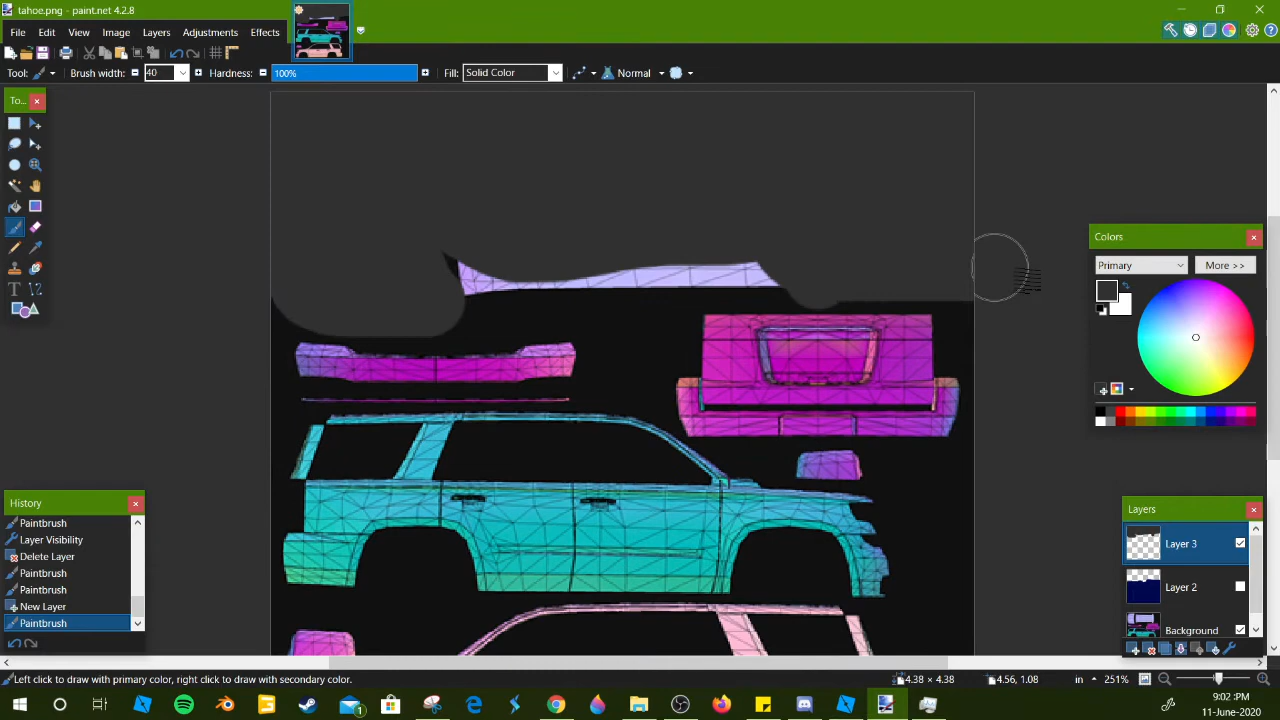 tahoe.png - paint.net 4.2.8
File Edit View Image Layers Adjustments Effects
Tool: Brush width: 40 Hardness: 100% Fill: Solid Color Normal
To...
Colors
Primary More >>
History
Paintbrush
Layer Visibility
Delete Layer
Paintbrush
Paintbrush
New Layer
Paintbrush
Layers
Layer 3
Layer 2
Background
Left click to draw with primary color, right click to draw with secondary color. 4.38 × 4.38 4.56, 1.08 in 251%
1
9:02 PM
11-June-2020